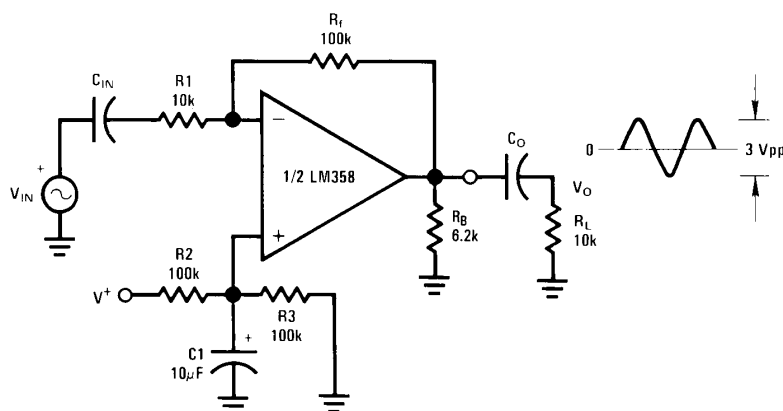 Rf
100k
CIN
R1
10k
VIN
+
−
+
1/2 LM358
CO
VO
RB
6.2k
RL
10k
0
3 Vpp
R2
100k
V+
R3
100k
C1
10µF
+